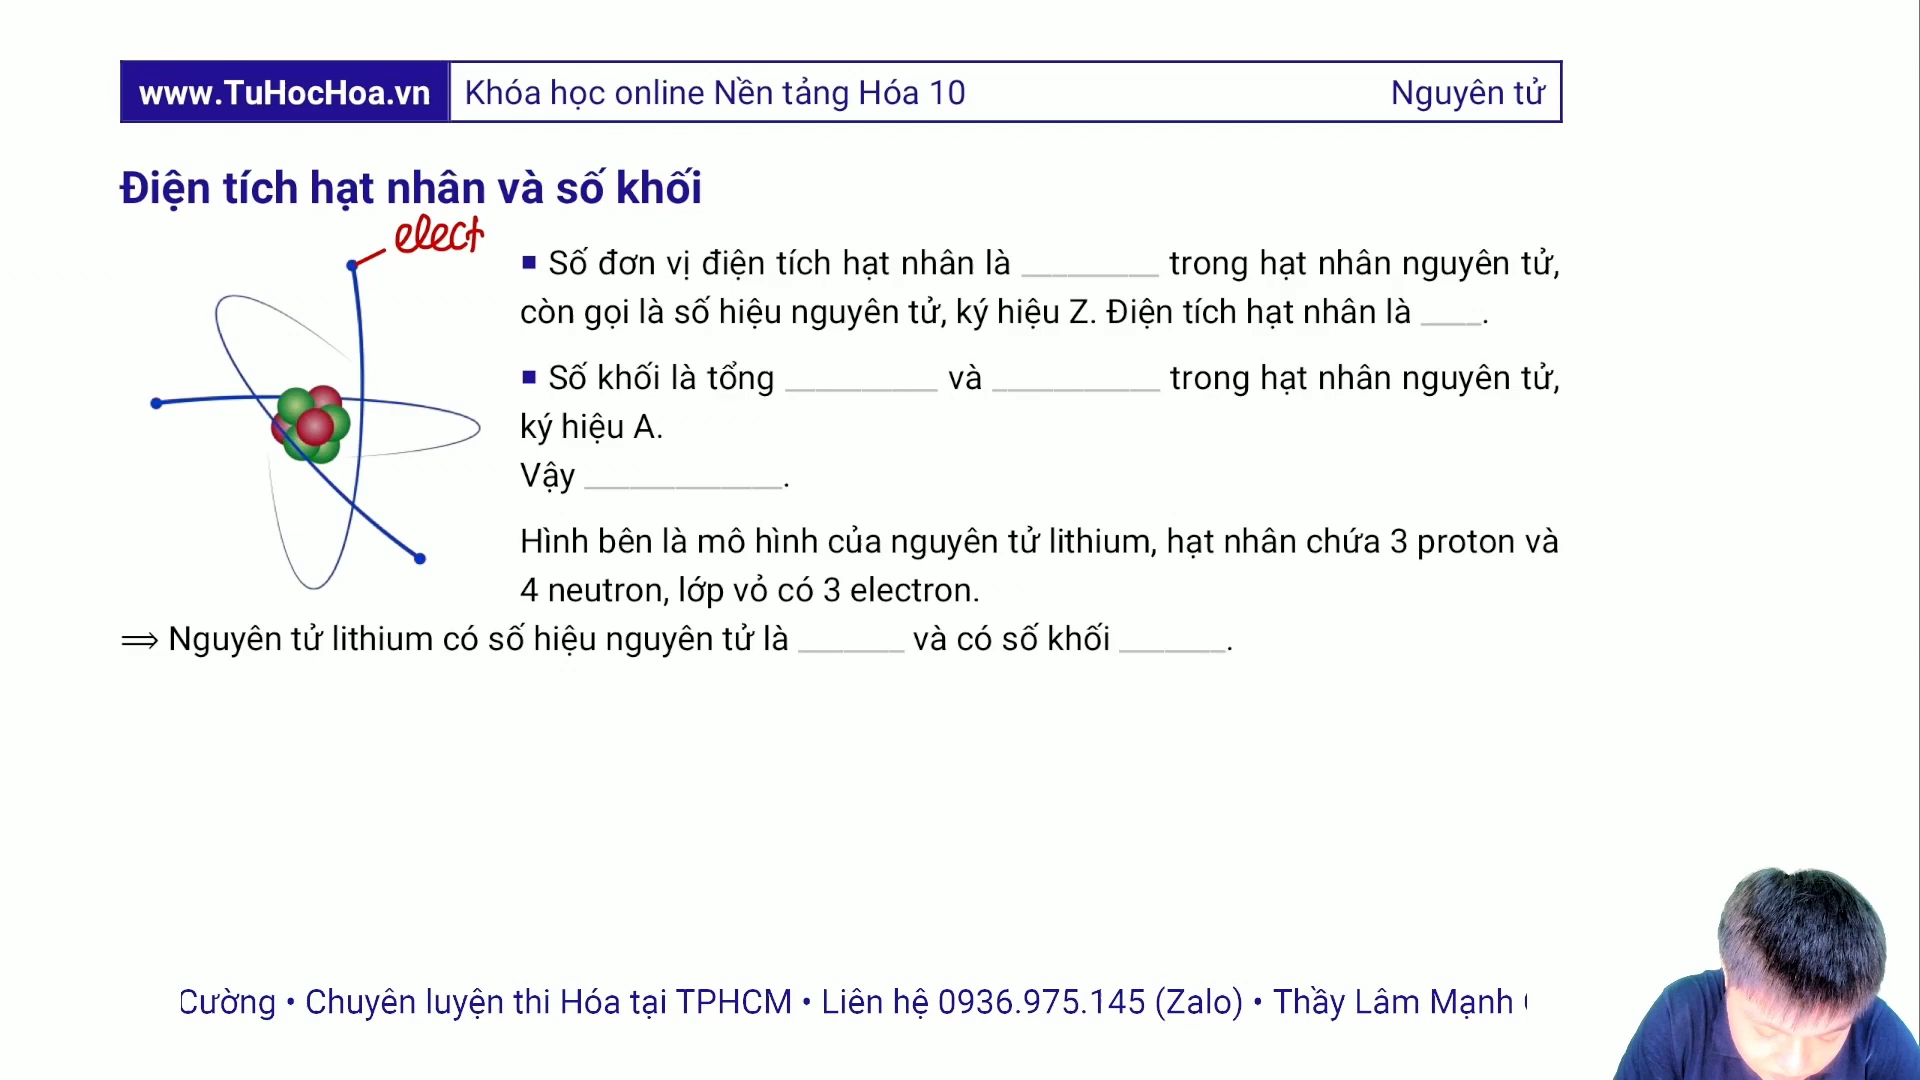 www.TuHocHoa.vn Khóa học online Nền tảng Hóa 10 Nguyên tử
Điện tích hạt nhân và số khối
elect
▪ Số đơn vị điện tích hạt nhân là _________ trong hạt nhân nguyên tử,
còn gọi là số hiệu nguyên tử, ký hiệu Z. Điện tích hạt nhân là ____.
▪ Số khối là tổng __________ và ___________ trong hạt nhân nguyên tử,
ký hiệu A.
Vậy _____________.
Hình bên là mô hình của nguyên tử lithium, hạt nhân chứa 3 proton và
4 neutron, lớp vỏ có 3 electron.
⟹ Nguyên tử lithium có số hiệu nguyên tử là _______ và có số khối _______.
Cường • Chuyên luyện thi Hóa tại TPHCM • Liên hệ 0936.975.145 (Zalo) • Thầy Lâm Mạnh